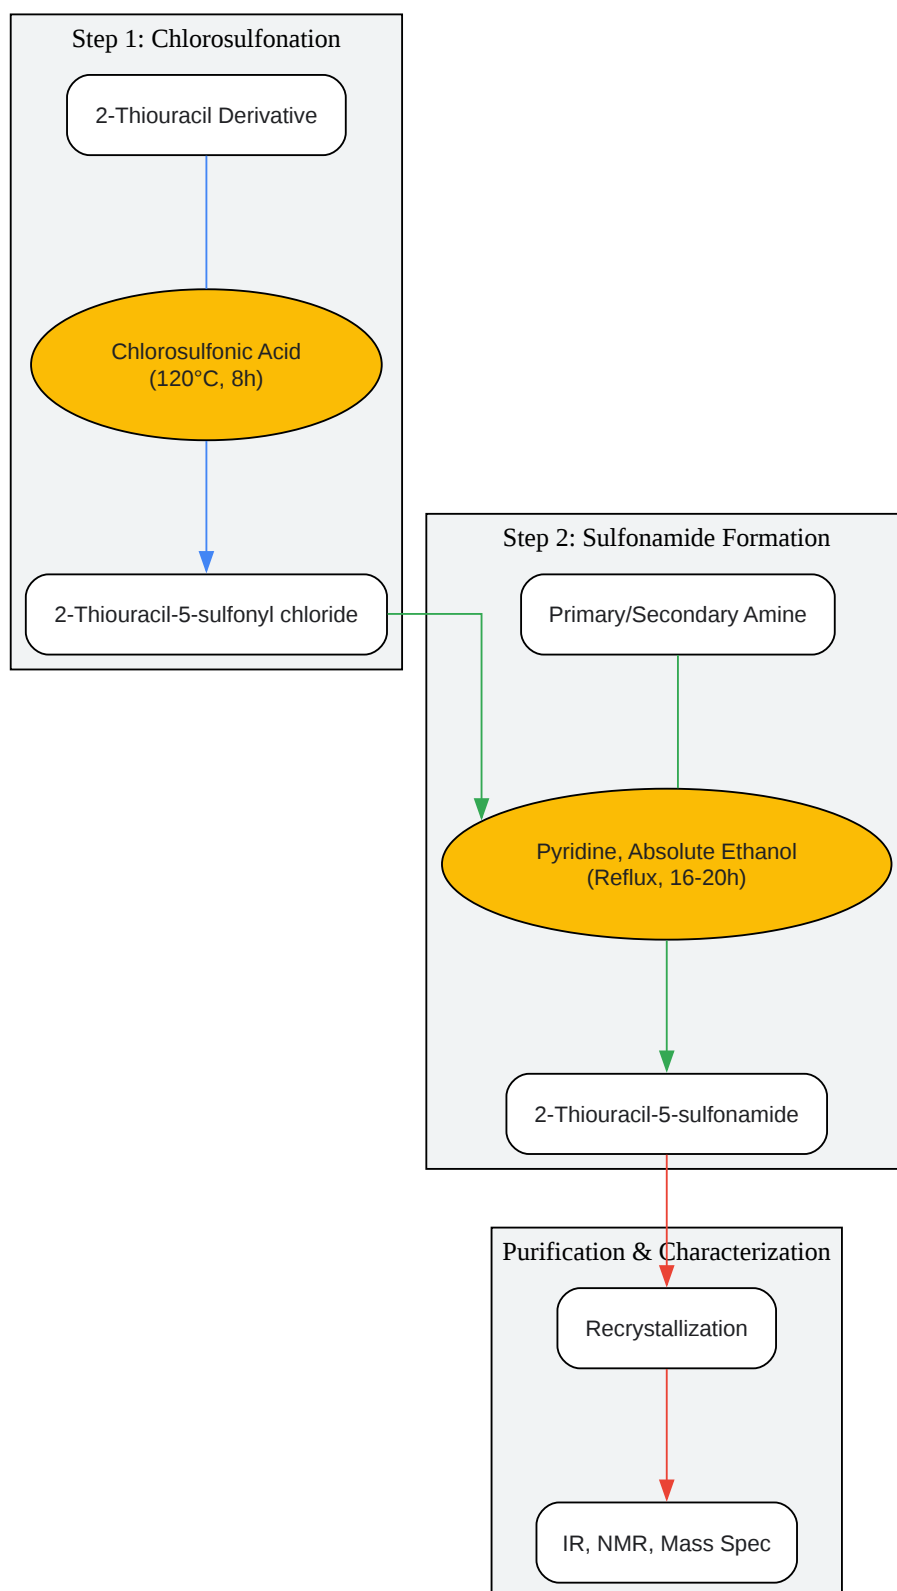 Step 1: Chlorosulfonation
2-Thiouracil Derivative
Chlorosulfonic Acid
(120°C, 8h)
2-Thiouracil-5-sulfonyl chloride
Step 2: Sulfonamide Formation
Primary/Secondary Amine
Pyridine, Absolute Ethanol
(Reflux, 16-20h)
2-Thiouracil-5-sulfonamide
Purification & Characterization
Recrystallization
IR, NMR, Mass Spec